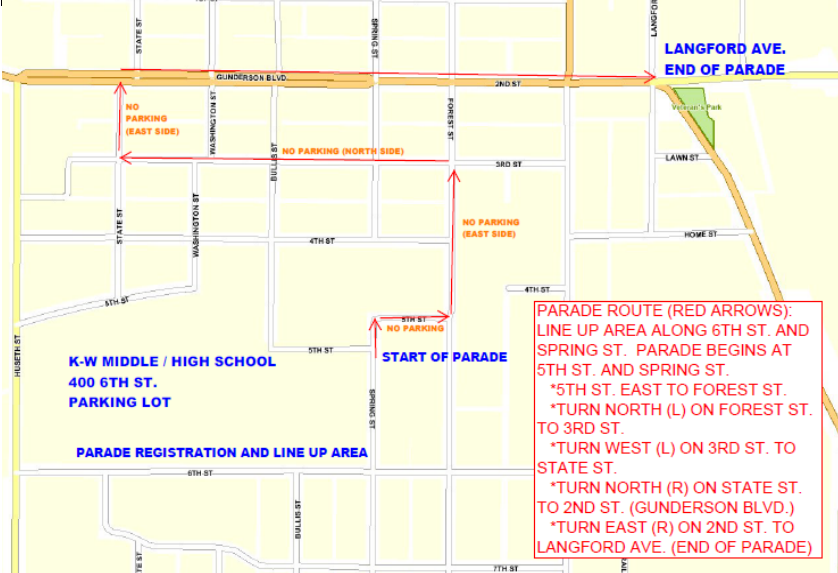 STATE ST
SPRING ST
LANGFOR
LANGFORD AVE.
END OF PARADE
GUNDERSON BLVD.
2ND ST
Veteran's Park
NO
PARKING
(EAST SIDE)
WASHINGTON ST
FOREST ST
BULLIS ST
NO PARKING (NORTH SIDE)
3RD ST
LAWN ST
STATE ST
WASHINGTON ST
NO PARKING
(EAST SIDE)
4TH ST
HOME ST
5TH ST
4TH ST
5TH ST
NO PARKING
HUSETH ST
5TH ST
START OF PARADE
K-W MIDDLE / HIGH SCHOOL
400 6TH ST.
PARKING LOT
SPRING ST
PARADE REGISTRATION AND LINE UP AREA
6TH ST
BULLIS ST
TE ST
7TH ST
PARADE ROUTE (RED ARROWS):
LINE UP AREA ALONG 6TH ST. AND
SPRING ST. PARADE BEGINS AT
5TH ST. AND SPRING ST.
*5TH ST. EAST TO FOREST ST.
*TURN NORTH (L) ON FOREST ST.
TO 3RD ST.
*TURN WEST (L) ON 3RD ST. TO
STATE ST.
*TURN NORTH (R) ON STATE ST.
TO 2ND ST. (GUNDERSON BLVD.)
*TURN EAST (R) ON 2ND ST. TO
LANGFORD AVE. (END OF PARADE)